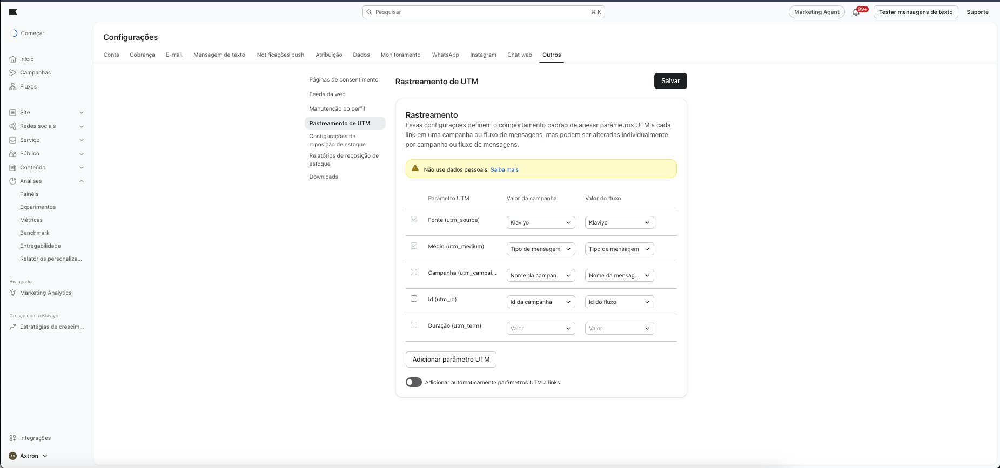 Pesquisar
⌘ K
Marketing Agent
99+
Testar mensagens de texto
Suporte
Começar
Início
Campanhas
Fluxos
Site
Redes sociais
Serviço
Público
Conteúdo
Análises
Painéis
Experimentos
Métricas
Benchmark
Entregabilidade
Relatórios personaliza...
Avançado
Marketing Analytics
Cresça com a Klaviyo
Estratégias de crescim...
Integrações
AX
Axtron
Configurações
Conta
Cobrança
E-mail
Mensagem de texto
Notificações push
Atribuição
Dados
Monitoramento
WhatsApp
Instagram
Chat web
Outros
Páginas de consentimento
Feeds da web
Manutenção do perfil
Rastreamento de UTM
Configurações de
reposição de estoque
Relatórios de reposição de
estoque
Downloads
Rastreamento de UTM
Salvar
Rastreamento
Essas configurações definem o comportamento padrão de anexar parâmetros UTM a cada
link em uma campanha ou fluxo de mensagens, mas podem ser alteradas individualmente
por campanha ou fluxo de mensagens.
Não use dados pessoais. Saiba mais
Parâmetro UTM
Valor da campanha
Valor do fluxo
Fonte (utm_source)
Klaviyo
Klaviyo
Médio (utm_medium)
Tipo de mensagem
Tipo de mensagem
Campanha (utm_campai...
Nome da campan...
Nome da mensag...
Id (utm_id)
Id da campanha
Id do fluxo
Duração (utm_term)
Valor
Valor
Adicionar parâmetro UTM
Adicionar automaticamente parâmetros UTM a links